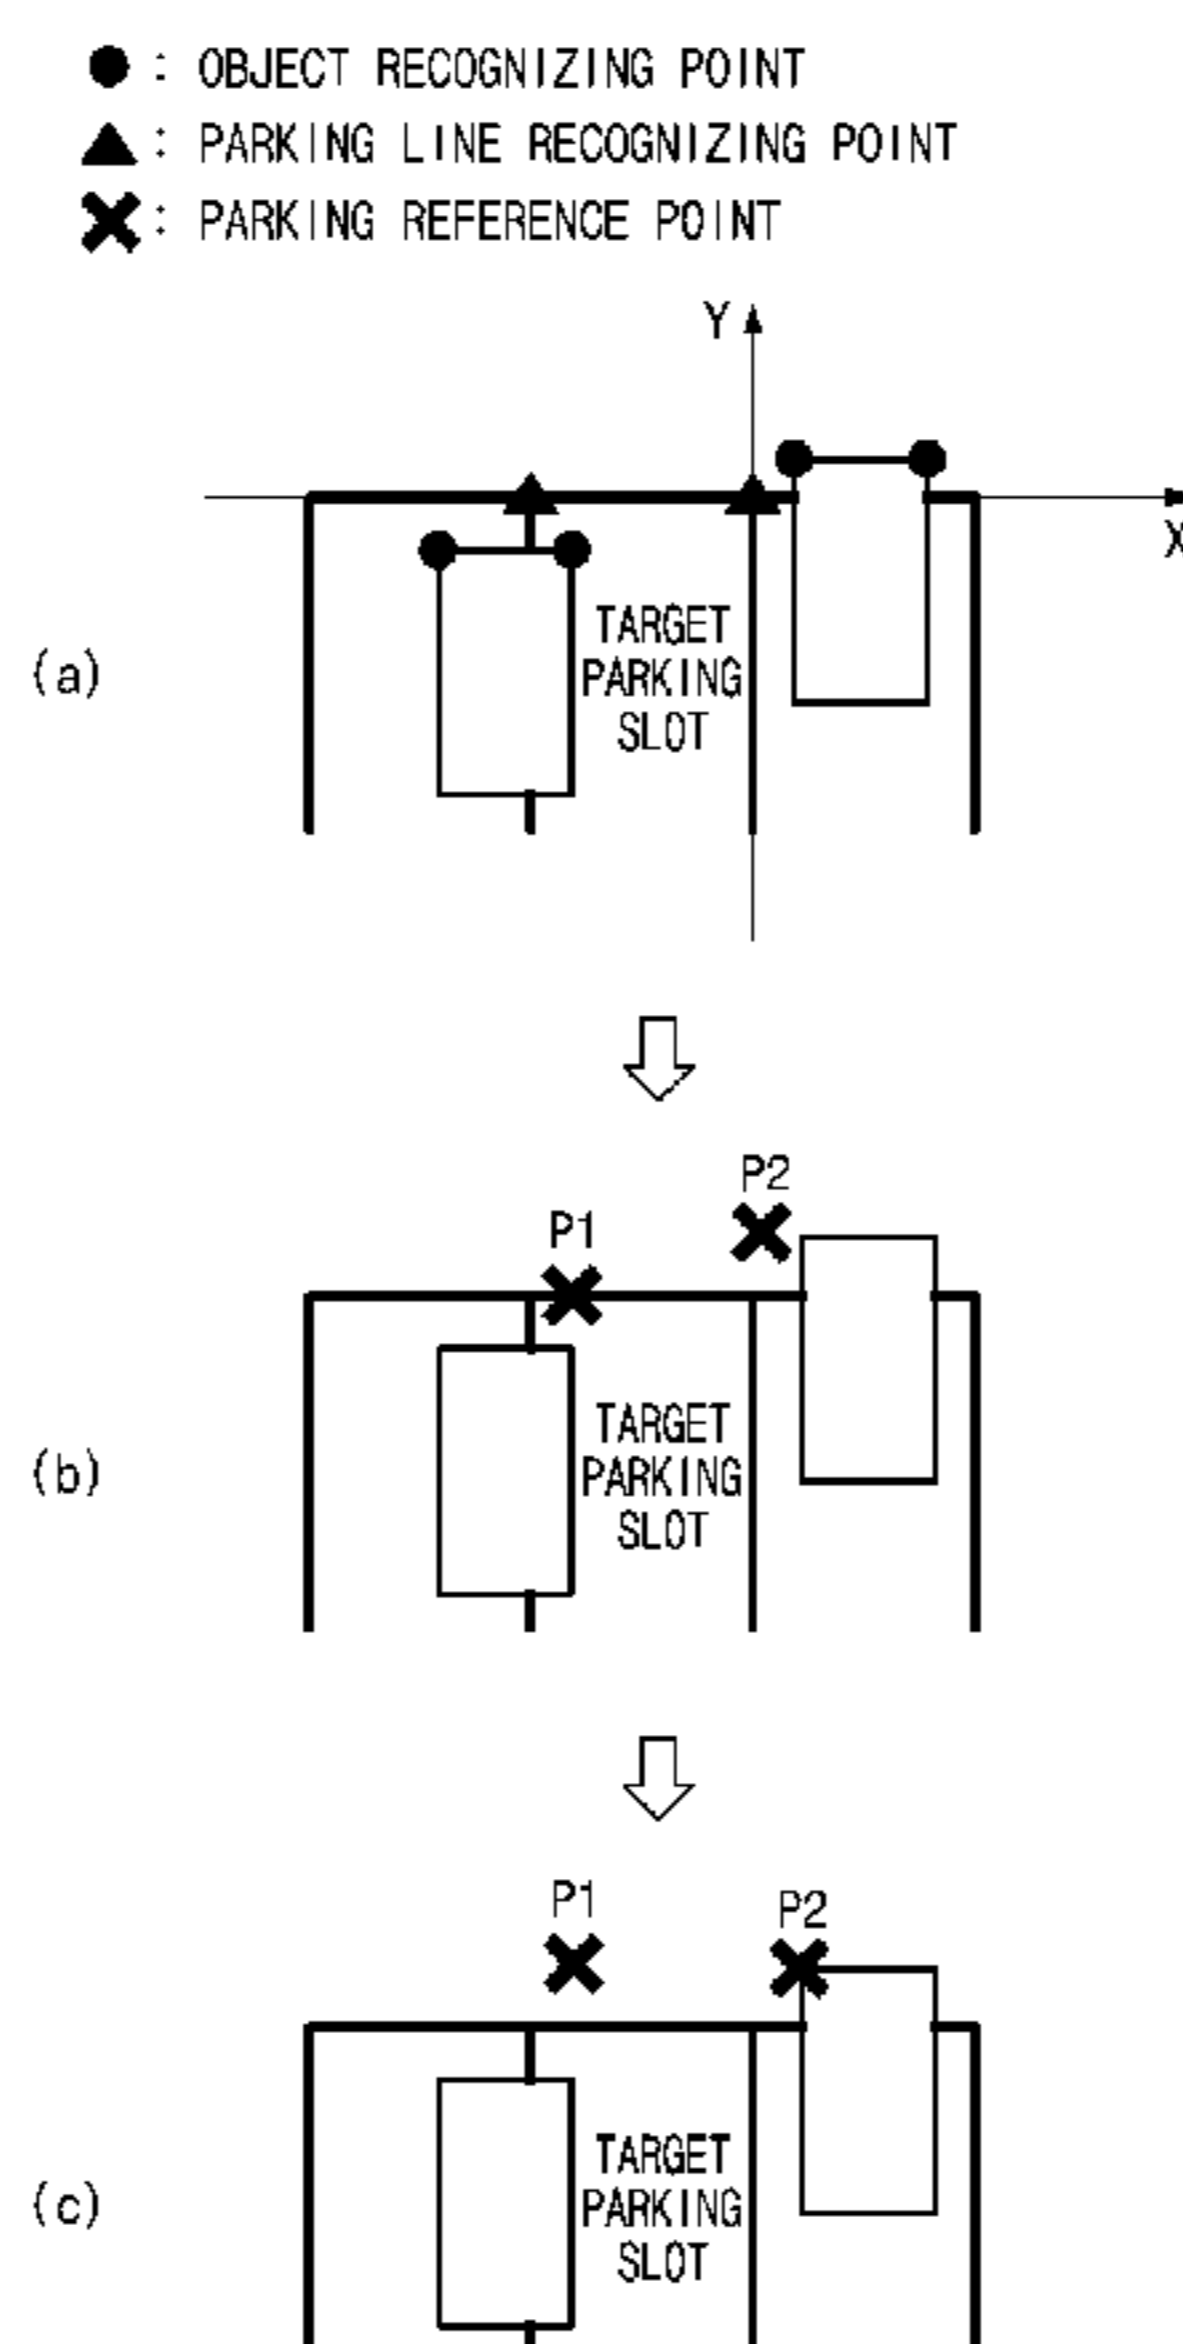 : OBJECT RECOGNIZING POINT
: PARKING LINE RECOGNIZING POINT
: PARKING REFERENCE POINT
Y
X
(a)
TARGET
PARKING
SLOT
P2
P1
(b)
TARGET
PARKING
SLOT
P1
P2
(c)
TARGET
PARKING
SLOT